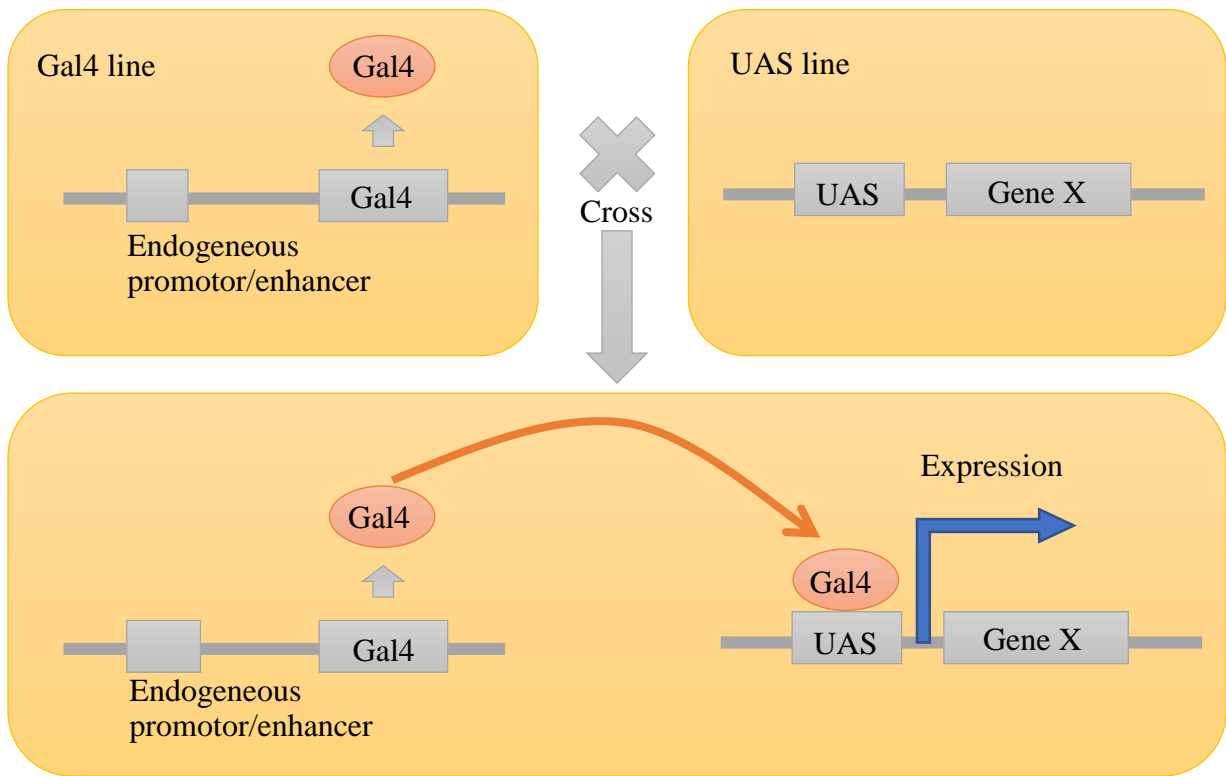 Gal4 line
Gal4
Gal4
Endogeneous
promotor/enhancer
Cross
UAS line
UAS
Gene X
Gal4
Gal4
Endogeneous
promotor/enhancer
Expression
Gal4
UAS
Gene X